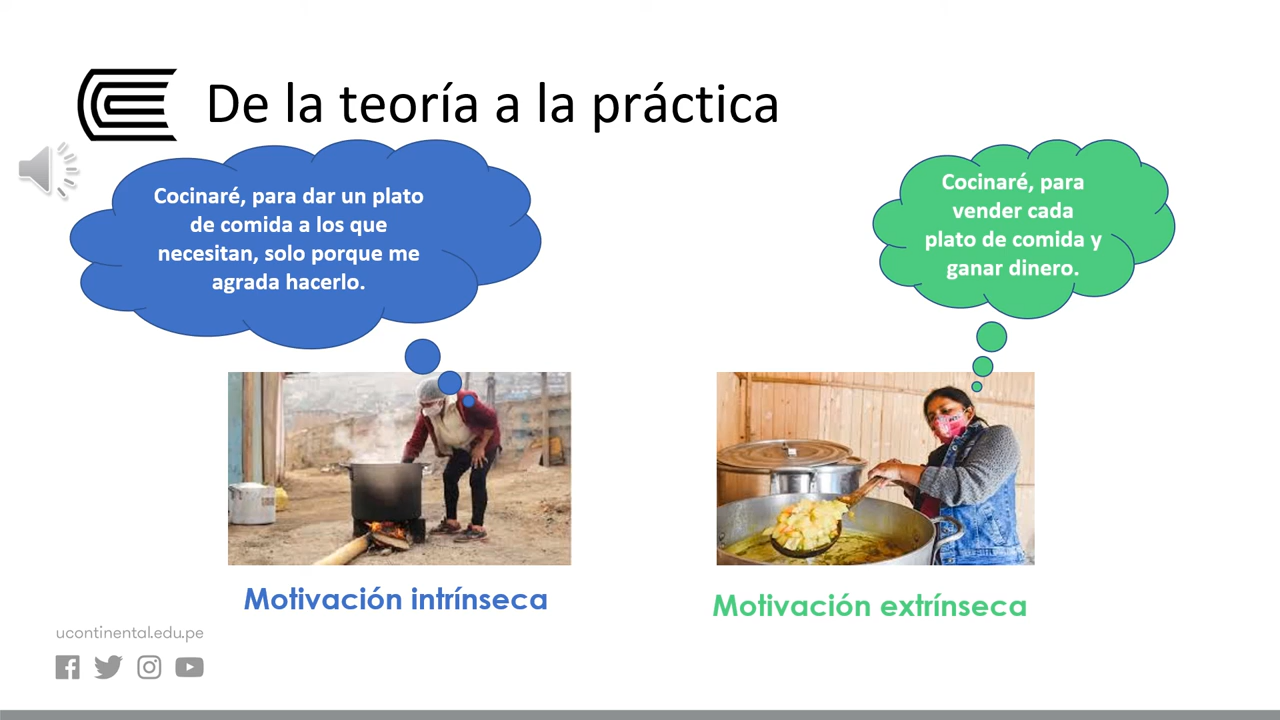 De la teoría a la práctica
Cocinaré, para dar un plato
de comida a los que
necesitan, solo porque me
agrada hacerlo.
Cocinaré, para
vender cada
plato de comida y
ganar dinero.
Motivación intrínseca
Motivación extrínseca
ucontinental.edu.pe